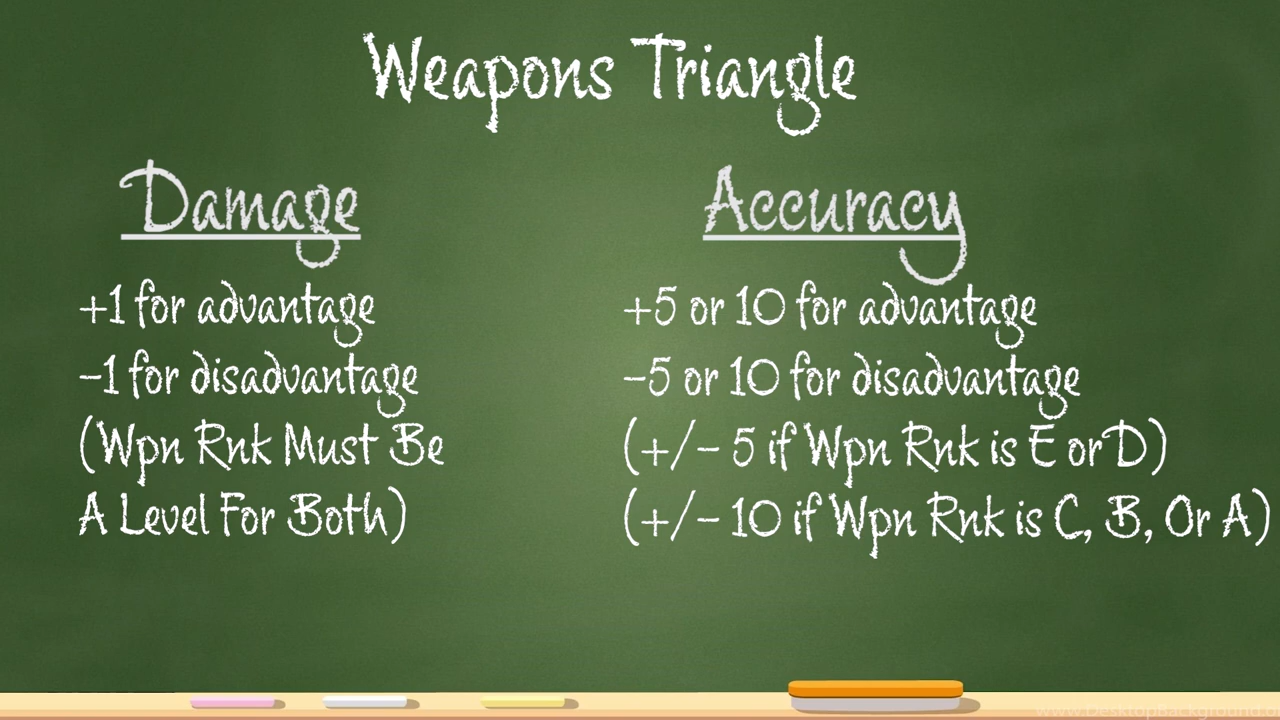 Weapons Triangle
Damage
+1 for advantage
-1 for disadvantage
(Wpn Rnk Must Be
A Level For Both)
Accuracy
+5 or 10 for advantage
-5 or 10 for disadvantage
(+/- 5 if Wpn Rnk is E or D)
(+/- 10 if Wpn Rnk is C, B, Or A)